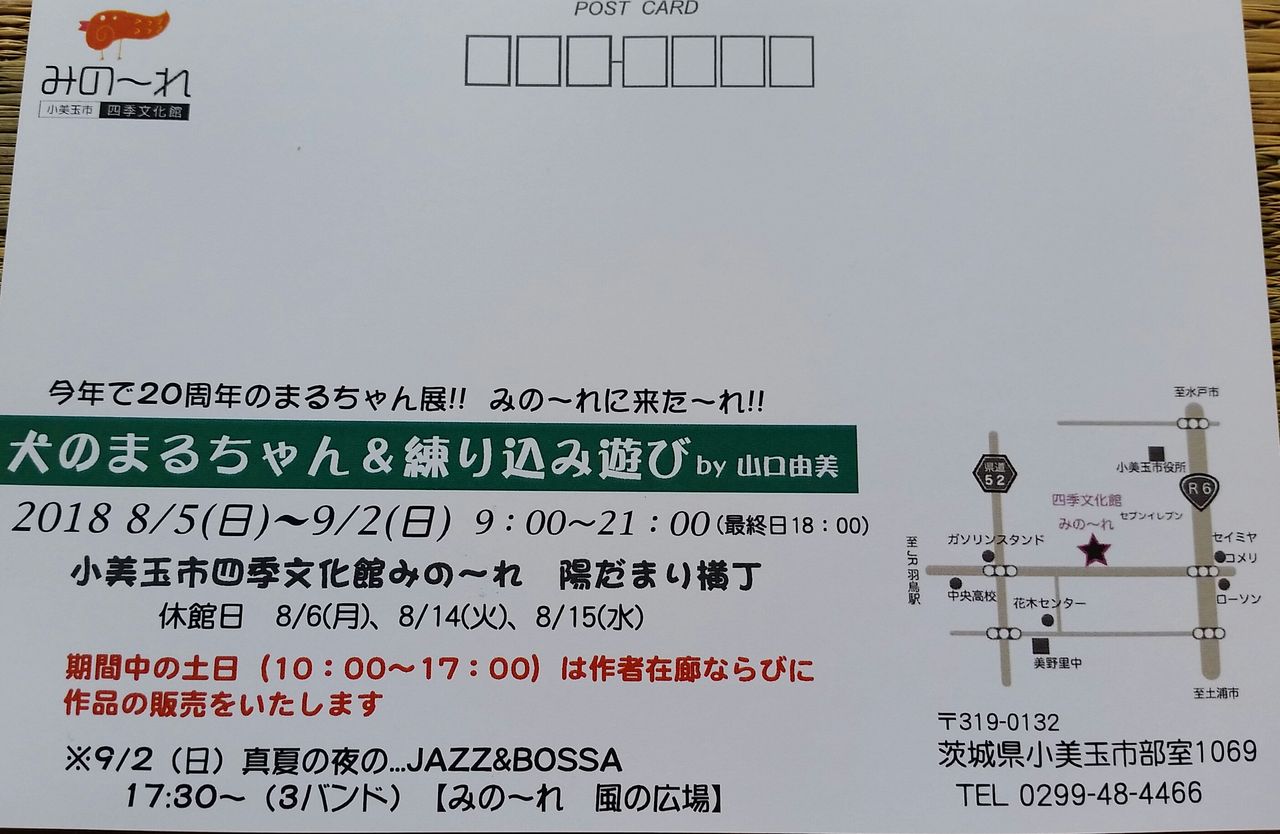 POST CARD
みの～れ
小美玉市 四季文化館
今年で20周年のまるちゃん展!! みの～れに来た～れ!!
犬のまるちゃん＆練り込み遊び by 山口由美
2018 8/5(日)～9/2(日) 9：00～21：00(最終日18：00)
小美玉市四季文化館みの～れ 陽だまり横丁
休館日 8/6(月)、8/14(火)、8/15(水)
期間中の土日（10：00～17：00）は作者在廊ならびに
作品の販売をいたします
※9/2（日）真夏の夜の...JAZZ&BOSSA
17:30～（3バンド）【みの～れ 風の広場】
至水戸市
小美玉市役所
県道
52
R6
四季文化館
みの～れ
セブンイレブン
ガソリンスタンド
セイミヤ
コメリ
至JR羽鳥駅
中央高校
花木センター
ローソン
美野里中
至土浦市
〒319-0132
茨城県小美玉市部室1069
TEL 0299-48-4466